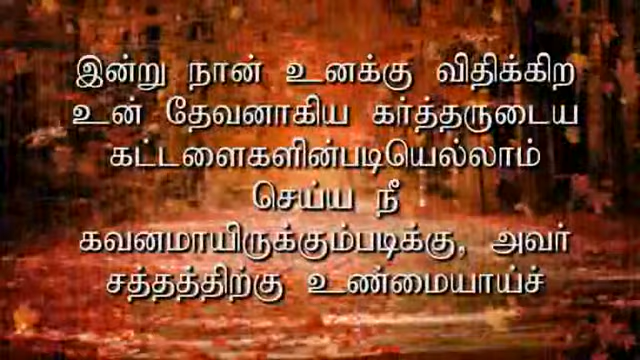 இன்று நான் உனக்கு விதிக்கிற
உன் தேவனாகிய கர்த்தருடைய
கட்டளைகளின்படியெல்லாம்
செய்ய நீ
கவனமாயிருக்கும்படிக்கு, அவர்
சத்தத்திற்கு உண்மையாய்ச்